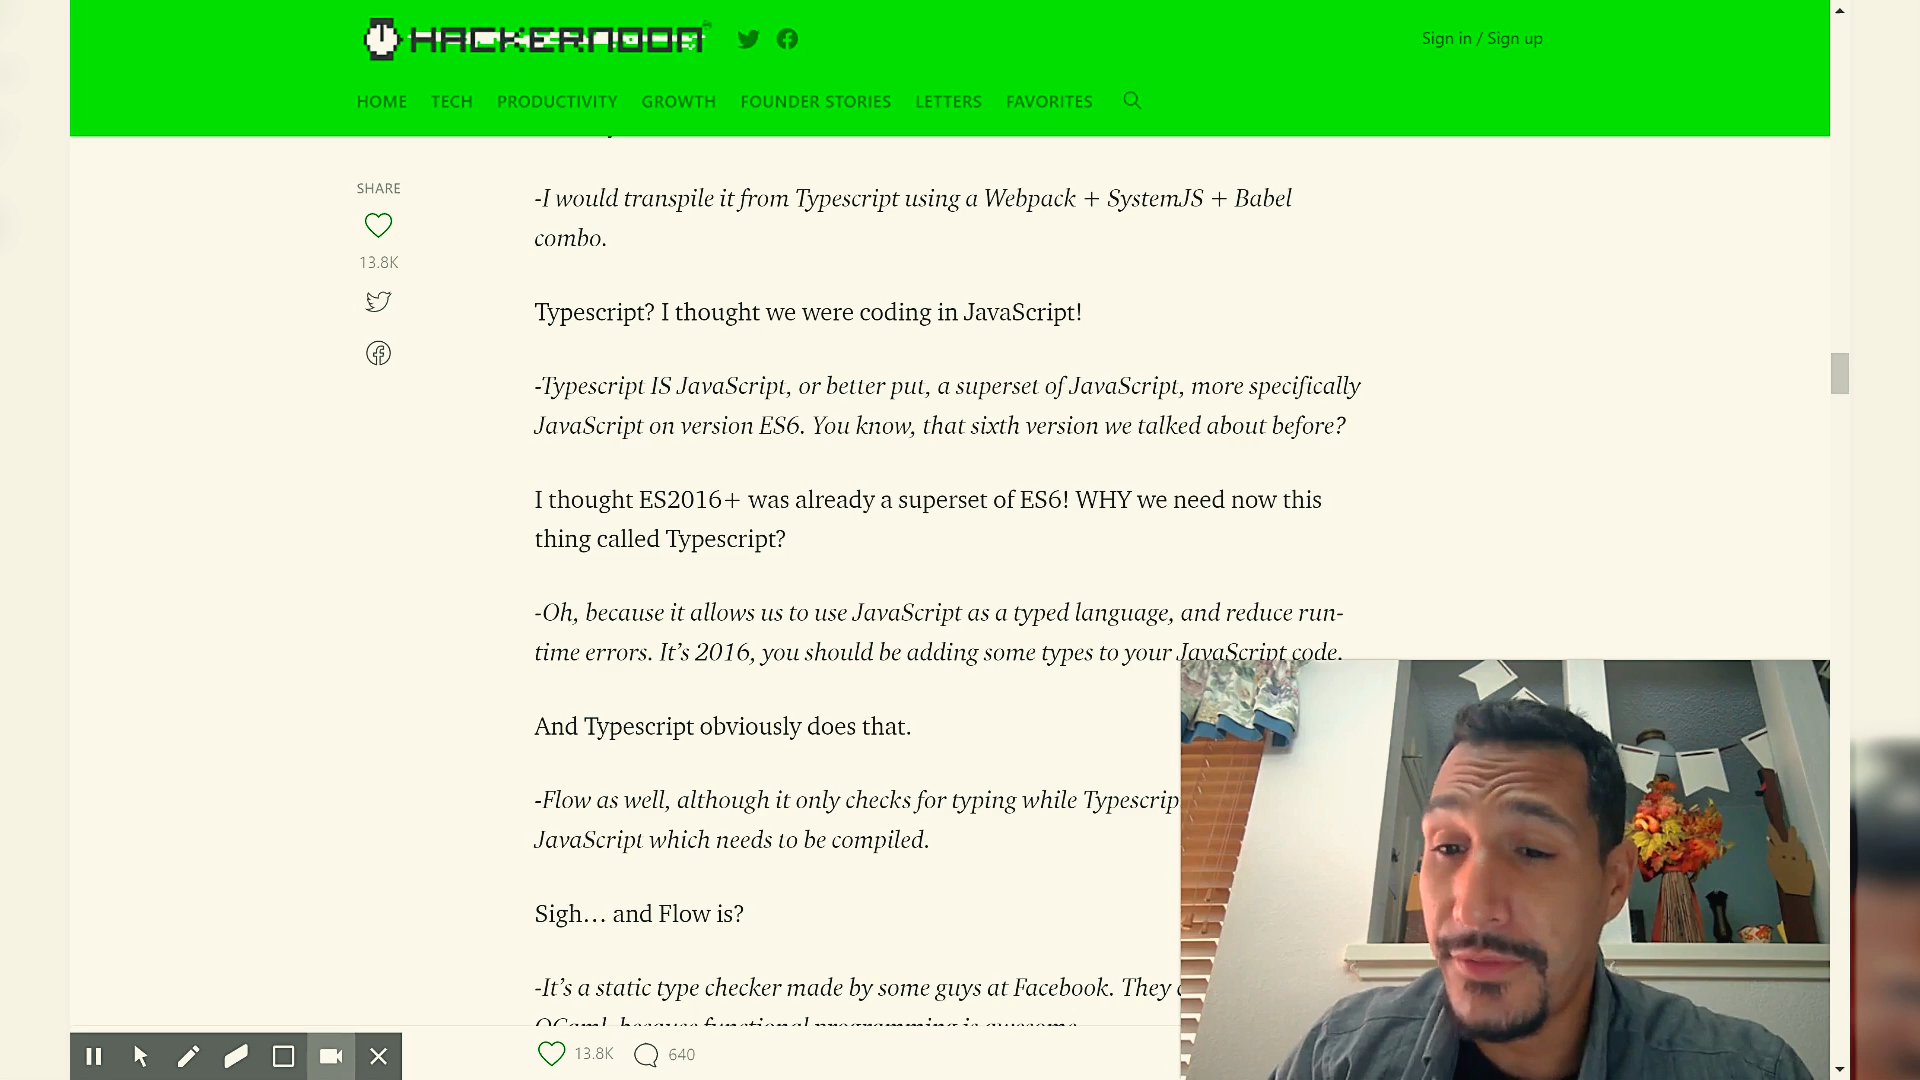 HACKERNOON
Sign in / Sign up
HOME TECH PRODUCTIVITY GROWTH FOUNDER STORIES LETTERS FAVORITES
SHARE
13.8K
-I would transpile it from Typescript using a Webpack + SystemJS + Babel
combo.
Typescript? I thought we were coding in JavaScript!
-Typescript IS JavaScript, or better put, a superset of JavaScript, more specifically
JavaScript on version ES6. You know, that sixth version we talked about before?
I thought ES2016+ was already a superset of ES6! WHY we need now this
thing called Typescript?
-Oh, because it allows us to use JavaScript as a typed language, and reduce run-
time errors. It's 2016, you should be adding some types to your JavaScript code.
And Typescript obviously does that.
-Flow as well, although it only checks for typing while Typescrip
JavaScript which needs to be compiled.
Sigh… and Flow is?
-It's a static type checker made by some guys at Facebook. They
OCaml, because functional programming is awesome.
13.8K 640